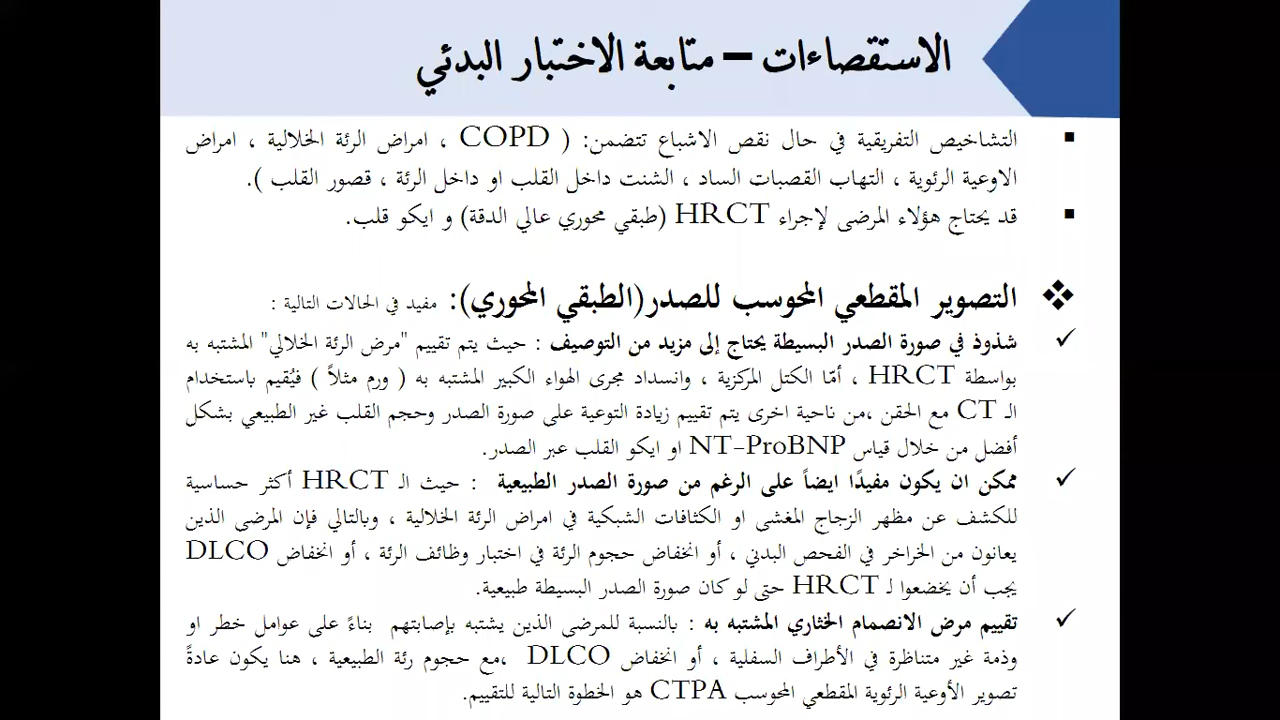 الاستقصاءات – متابعة الاختبار البدئي
▪ التشاخيص التفريقية في حال نقص الاشباع تتضمن: ( COPD ، امراض الرئة الخلالية ، امراض
الاوعية الرئوية ، التهاب القصبات الساد ، الشنت داخل القلب او داخل الرئة ، قصور القلب ).
▪ قد يحتاج هؤلاء المرضى لإجراء HRCT (طبقي محوري عالي الدقة) و ايكو قلب.
❖ التصوير المقطعي المحوسب للصدر(الطبقي المحوري): مفيد في الحالات التالية :
✓ شذوذ في صورة الصدر البسيطة يحتاج إلى مزيد من التوصيف : حيث يتم تقييم "مرض الرئة الخلالي" المشتبه به
بواسطة HRCT ، أمّا الكتل المركزية ، وانسداد مجرى الهواء الكبير المشتبه به ( ورم مثلاً ) فيُقيم باستخدام
الـ CT مع الحقن ،من ناحية اخرى يتم تقييم زيادة التوعية على صورة الصدر وحجم القلب غير الطبيعي بشكل
أفضل من خلال قياس NT-ProBNP او ايكو القلب عبر الصدر.
✓ ممكن ان يكون مفيدًا ايضاً على الرغم من صورة الصدر الطبيعية : حيث الـ HRCT أكثر حساسية
للكشف عن مظهر الزجاج المغشى او الكثافات الشبكية في امراض الرئة الخلالية ، وبالتالي فإن المرضى الذين
يعانون من الخراخر في الفحص البدني ، أو انخفاض حجوم الرئة في اختبار وظائف الرئة ، أو انخفاض DLCO
يجب أن يخضعوا لـ HRCT حتى لو كان صورة الصدر البسيطة طبيعية.
✓ تقييم مرض الانصمام الخثاري المشتبه به : بالنسبة للمرضى الذين يشتبه بإصابتهم بناءً على عوامل خطر او
وذمة غير متناظرة في الأطراف السفلية ، أو انخفاض DLCO ،مع حجوم رئة الطبيعية ، هنا يكون عادةً
تصوير الأوعية الرئوية المقطعي المحوسب CTPA هو الخطوة التالية للتقييم.